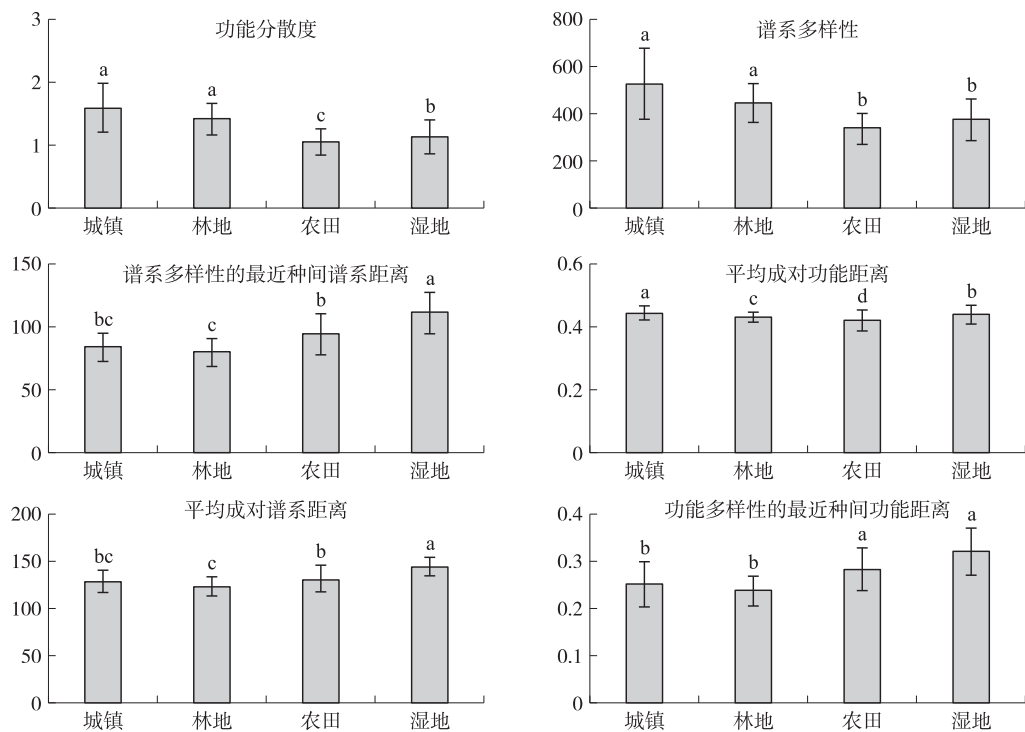 功能分散度
3
2
1
0
a
a
c
b
城镇
林地
农田
湿地
谱系多样性
800
600
400
200
0
a
a
b
b
城镇
林地
农田
湿地
谱系多样性的最近种间谱系距离
150
100
50
0
bc
c
b
a
城镇
林地
农田
湿地
平均成对功能距离
0.6
0.4
0.2
0
a
c
d
b
城镇
林地
农田
湿地
平均成对谱系距离
200
150
100
50
0
bc
c
b
a
城镇
林地
农田
湿地
功能多样性的最近种间功能距离
0.4
0.3
0.2
0.1
0
b
b
a
a
城镇
林地
农田
湿地